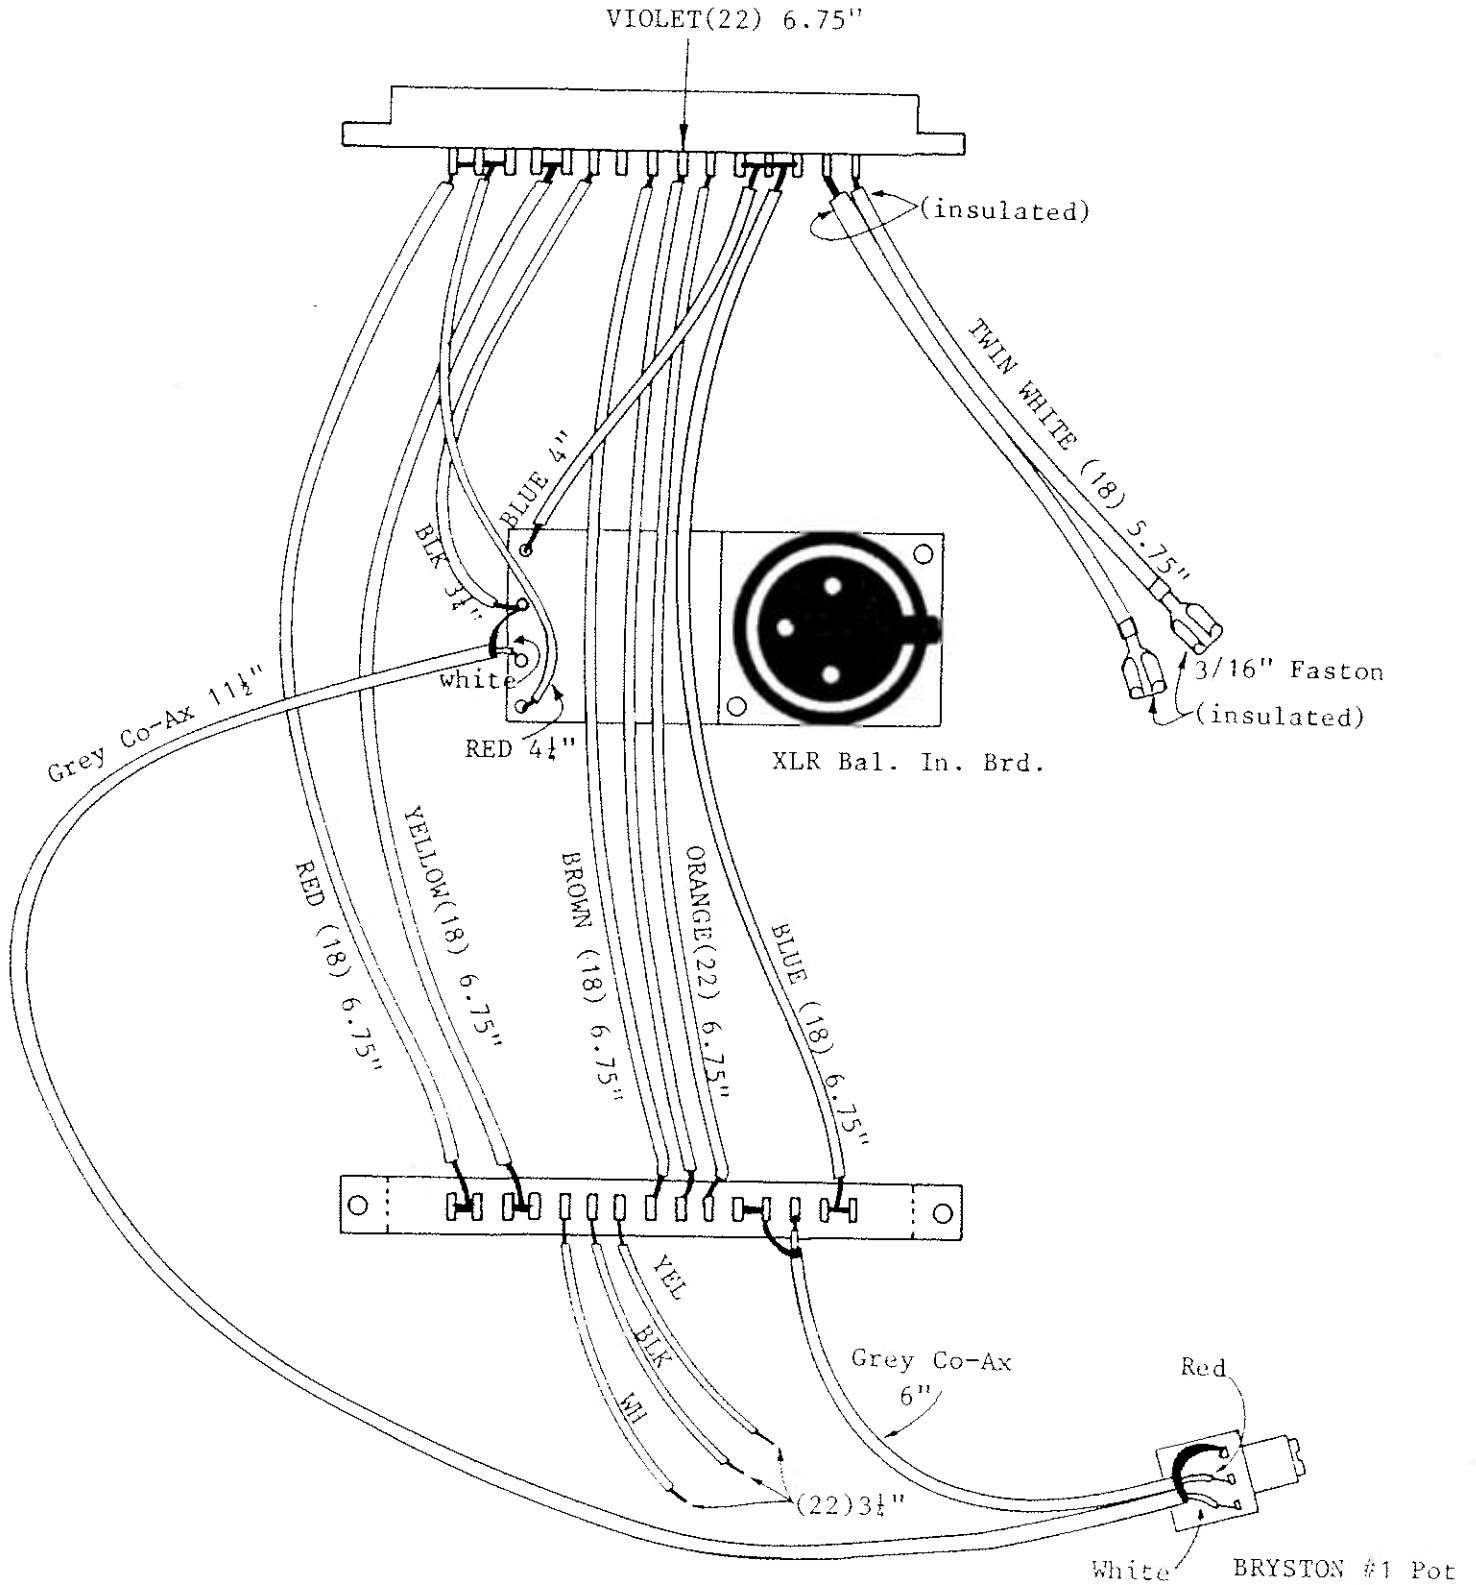 VIOLET(22) 6.75"
(insulated)
TWIN WHITE (18) 5.75"
BLUE 4"
BLK 3¼"
White
Grey Co-Ax 11½"
RED 4¼"
3/16" Faston
(insulated)
XLR Bal. In. Brd.
RED (18) 6.75"
YELLOW(18) 6.75"
BROWN (18) 6.75"
ORANGE(22) 6.75"
BLUE (18) 6.75"
YEL
BLK
WH
Grey Co-Ax
6"
Red
(22)3¼"
White
BRYSTON #1 Pot